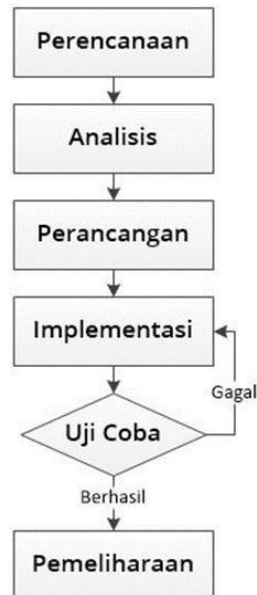 Perencanaan
Analisis
Perancangan
Implementasi
Gagal
Uji Coba
Berhasil
Pemeliharaan